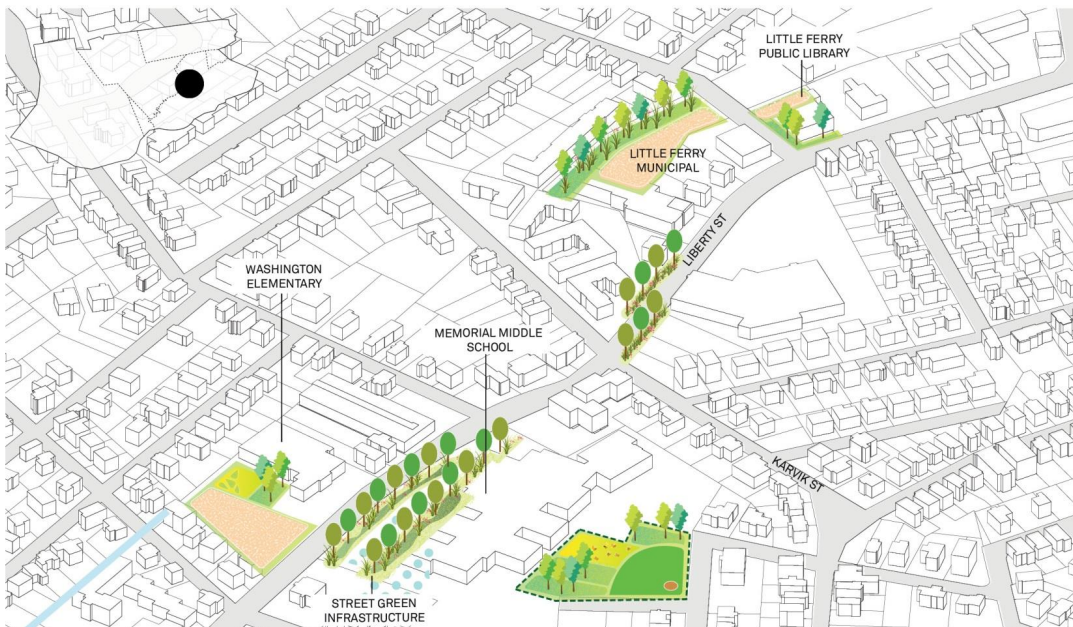 LITTLE FERRY
PUBLIC LIBRARY
LITTLE FERRY
MUNICIPAL
LIBERTY ST
WASHINGTON
ELEMENTARY
MEMORIAL MIDDLE
SCHOOL
KARVIK ST
STREET GREEN
INFRASTRUCTURE